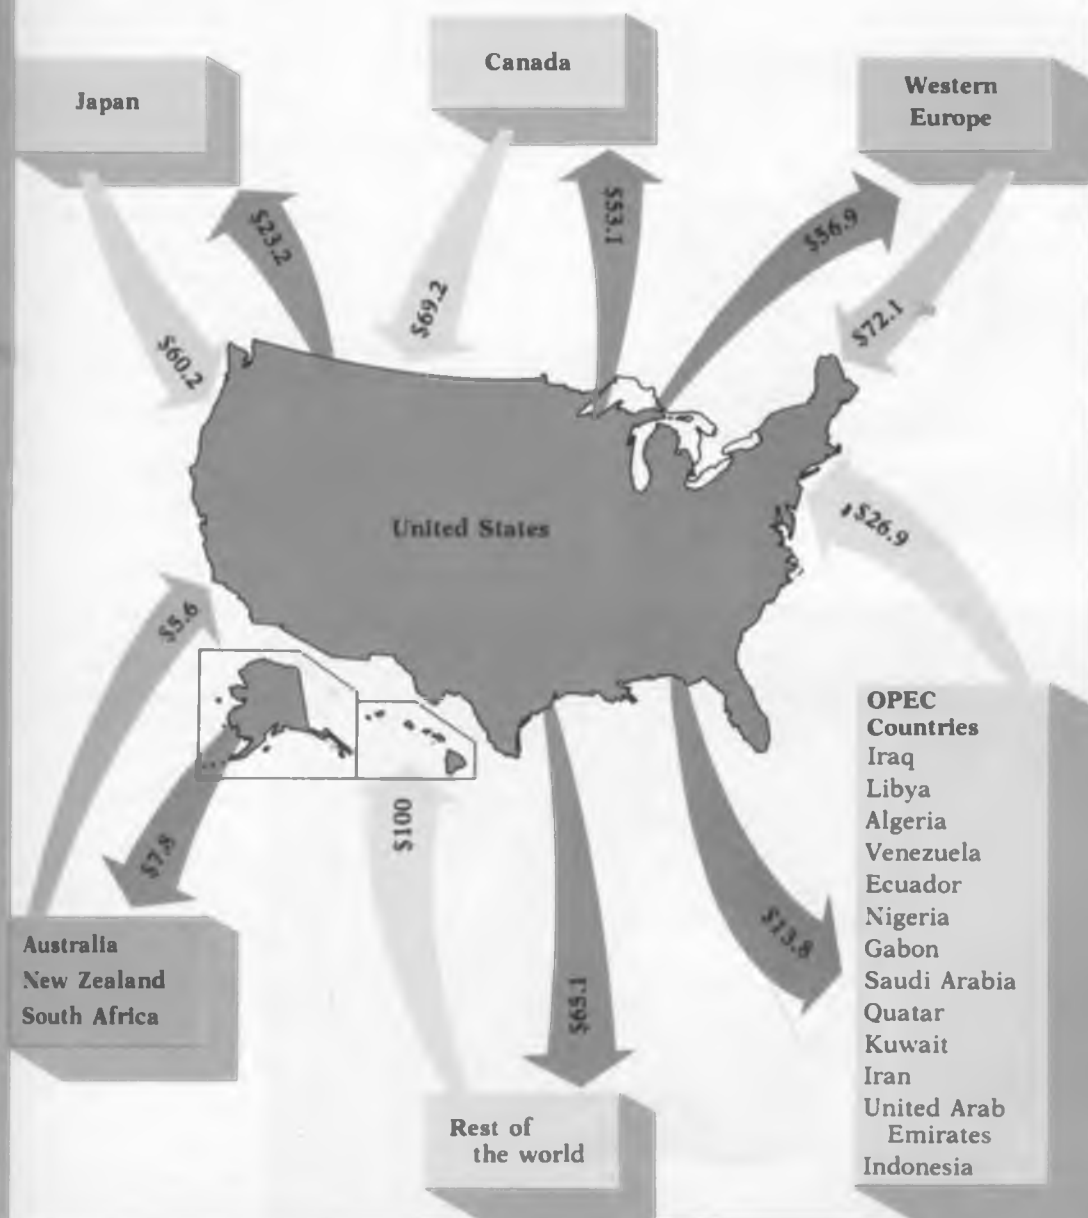 Japan
Canada
Western
Europe
$23.2
$53.1
$56.9
$60.2
$69.2
$72.1
United States
$26.9
$5.6
$7.8
$100
$65.1
$13.8
Australia
New Zealand
South Africa
Rest of
the world
OPEC
Countries
Iraq
Libya
Algeria
Venezuela
Ecuador
Nigeria
Gabon
Saudi Arabia
Quatar
Kuwait
Iran
United Arab
Emirates
Indonesia